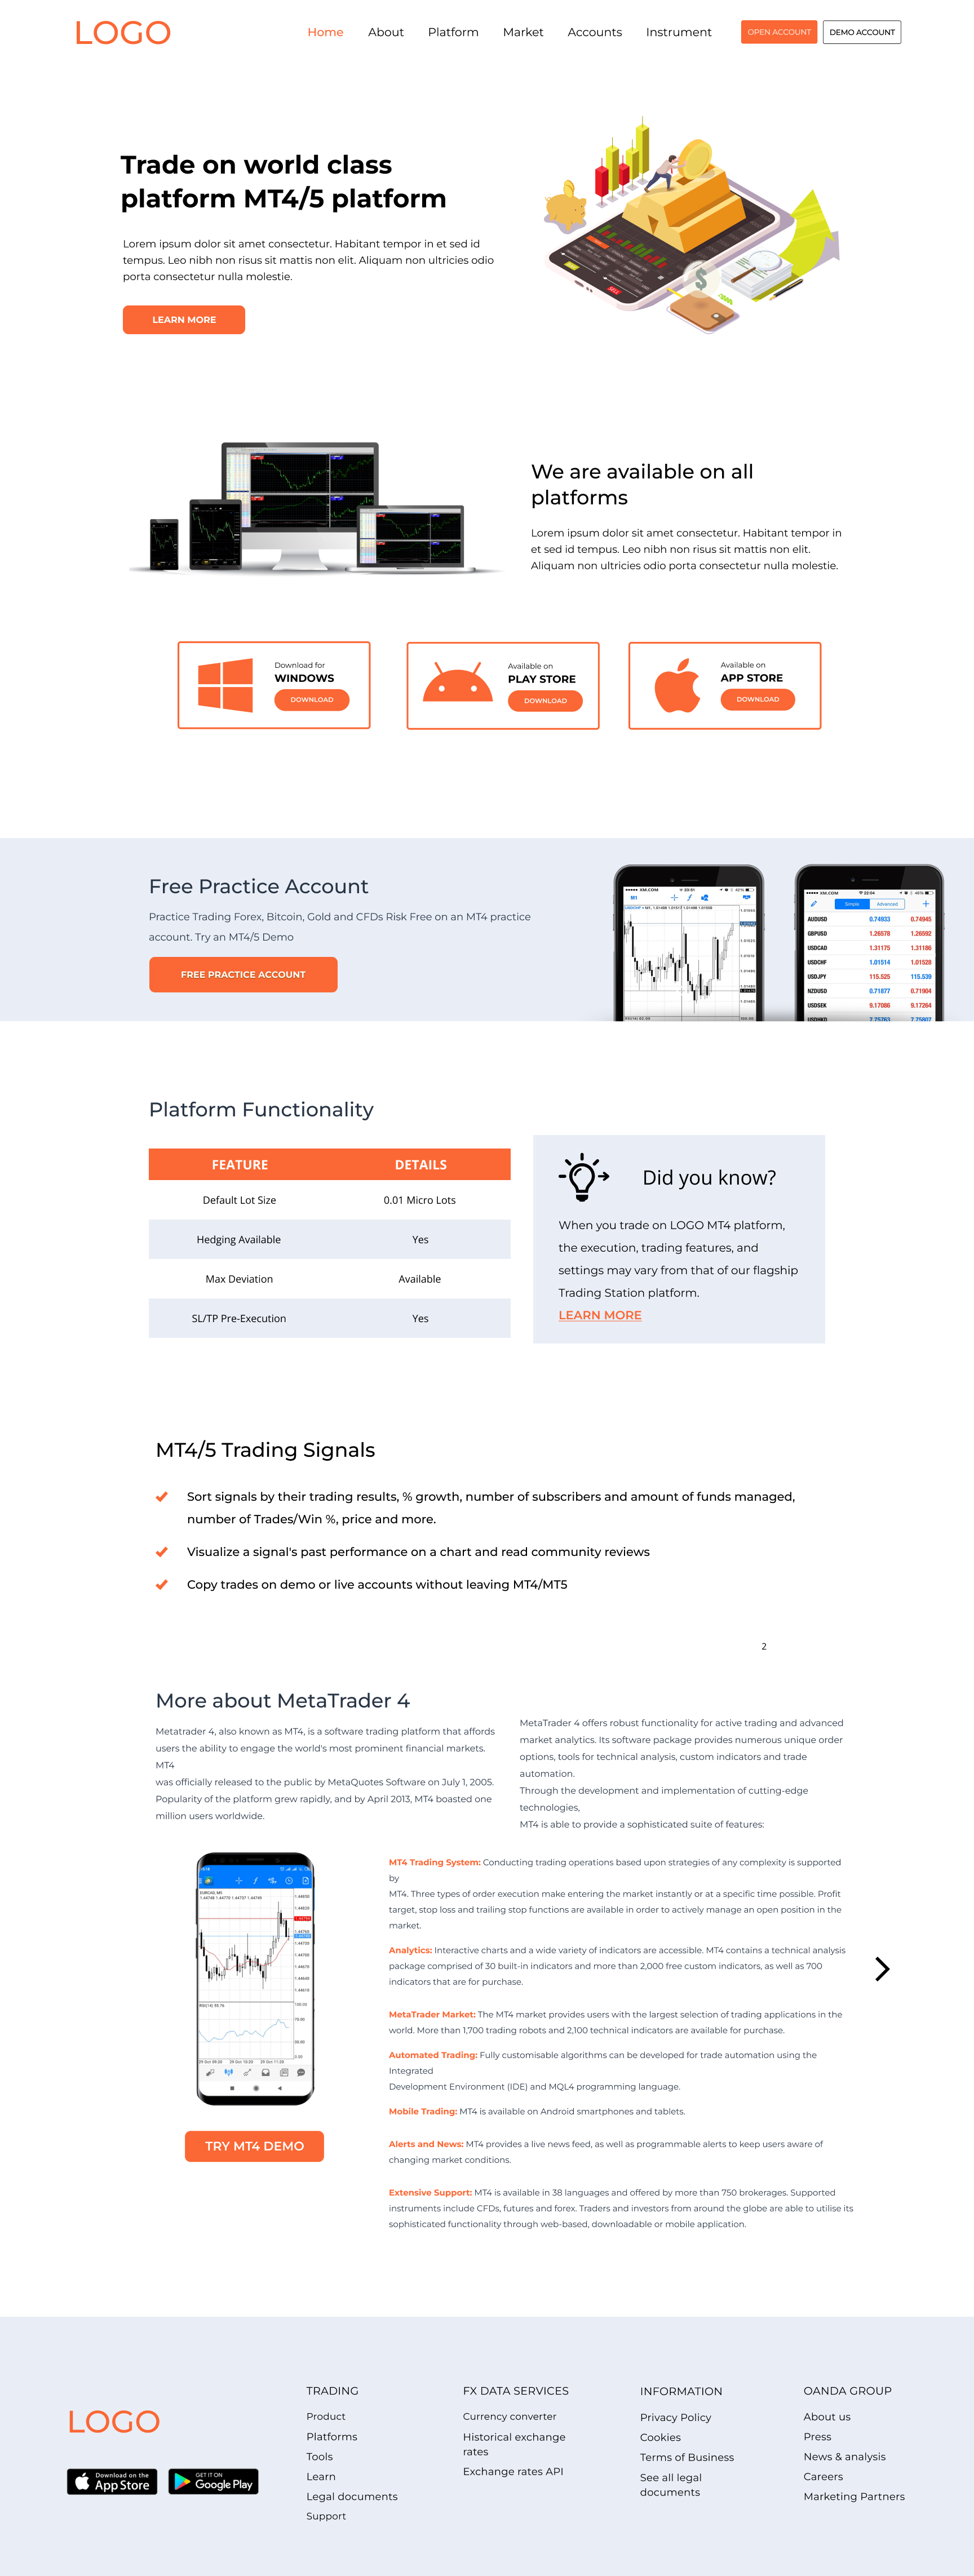 LOGO
Home About Platform Market Accounts Instrument OPEN ACCOUNT DEMO ACCOUNT
Trade on world class
platform MT4/5 platform
Lorem ipsum dolor sit amet consectetur. Habitant tempor in et sed id
tempus. Leo nibh non risus sit mattis non elit. Aliquam non ultricies odio
porta consectetur nulla molestie.
LEARN MORE
SELL
We are available on all
platforms
Lorem ipsum dolor sit amet consectetur. Habitant tempor in
et sed id tempus. Leo nibh non risus sit mattis non elit.
Aliquam non ultricies odio porta consectetur nulla molestie.
Download for
WINDOWS
DOWNLOAD
Available on
PLAY STORE
DOWNLOAD
Available on
APP STORE
DOWNLOAD
Free Practice Account
Practice Trading Forex, Bitcoin, Gold and CFDs Risk Free on an MT4 practice
account. Try an MT4/5 Demo
FREE PRACTICE ACCOUNT
XM.COM 22:04
Simple Advanced
AUDUSD 0.74933 0.74945
GBPUSD 1.26578 1.26592
USDCAD 1.31175 1.31186
USDCHF 1.01514 1.01528
USDJPY 115.525 115.539
NZDUSD 0.71877 0.71904
USDSEK 9.17086 9.17264
USDHKD 7.75763 7.75807
Platform Functionality
FEATURE DETAILS
Default Lot Size 0.01 Micro Lots
Hedging Available Yes
Max Deviation Available
SL/TP Pre-Execution Yes
Did you know?
When you trade on LOGO MT4 platform,
the execution, trading features, and
settings may vary from that of our flagship
Trading Station platform.
LEARN MORE
MT4/5 Trading Signals
Sort signals by their trading results, % growth, number of subscribers and amount of funds managed,
number of Trades/Win %, price and more.
Visualize a signal's past performance on a chart and read community reviews
Copy trades on demo or live accounts without leaving MT4/MT5
2
More about MetaTrader 4
Metatrader 4, also known as MT4, is a software trading platform that affords
users the ability to engage the world's most prominent financial markets.
MT4
was officially released to the public by MetaQuotes Software on July 1, 2005.
Popularity of the platform grew rapidly, and by April 2013, MT4 boasted one
million users worldwide.
MetaTrader 4 offers robust functionality for active trading and advanced
market analytics. Its software package provides numerous unique order
options, tools for technical analysis, custom indicators and trade
automation.
Through the development and implementation of cutting-edge
technologies,
MT4 is able to provide a sophisticated suite of features:
MT4 Trading System: Conducting trading operations based upon strategies of any complexity is supported
by
MT4. Three types of order execution make entering the market instantly or at a specific time possible. Profit
target, stop loss and trailing stop functions are available in order to actively manage an open position in the
market.
Analytics: Interactive charts and a wide variety of indicators are accessible. MT4 contains a technical analysis
package comprised of 30 built-in indicators and more than 2,000 free custom indicators, as well as 700
indicators that are for purchase.
MetaTrader Market: The MT4 market provides users with the largest selection of trading applications in the
world. More than 1,700 trading robots and 2,100 technical indicators are available for purchase.
Automated Trading: Fully customisable algorithms can be developed for trade automation using the
Integrated
Development Environment (IDE) and MQL4 programming language.
Mobile Trading: MT4 is available on Android smartphones and tablets.
Alerts and News: MT4 provides a live news feed, as well as programmable alerts to keep users aware of
changing market conditions.
Extensive Support: MT4 is available in 38 languages and offered by more than 750 brokerages. Supported
instruments include CFDs, futures and forex. Traders and investors from around the globe are able to utilise its
sophisticated functionality through web-based, downloadable or mobile application.
TRY MT4 DEMO
LOGO
Download on the
App Store
GET IT ON
Google Play
TRADING
Product
Platforms
Tools
Learn
Legal documents
Support
FX DATA SERVICES
Currency converter
Historical exchange
rates
Exchange rates API
INFORMATION
Privacy Policy
Cookies
Terms of Business
See all legal
documents
OANDA GROUP
About us
Press
News & analysis
Careers
Marketing Partners